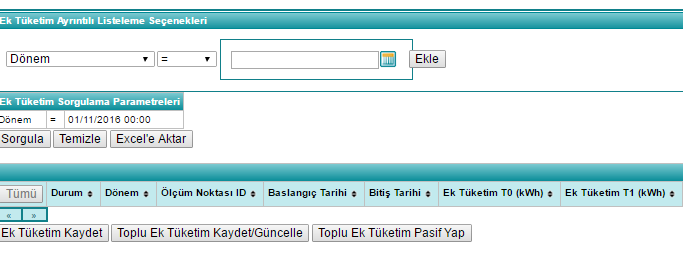 Ek Tüketim Ayrıntılı Listeleme Seçenekleri
Dönem = Ekle
Ek Tüketim Sorgulama Parametreleri
Dönem = 01/11/2016 00:00
Sorgula Temizle Excel'e Aktar
Tümü Durum Dönem Ölçüm Noktası ID Baslangıç Tarihi Bitiş Tarihi Ek Tüketim T0 (kWh) Ek Tüketim T1 (kWh)
« »
Ek Tüketim Kaydet Toplu Ek Tüketim Kaydet/Güncelle Toplu Ek Tüketim Pasif Yap